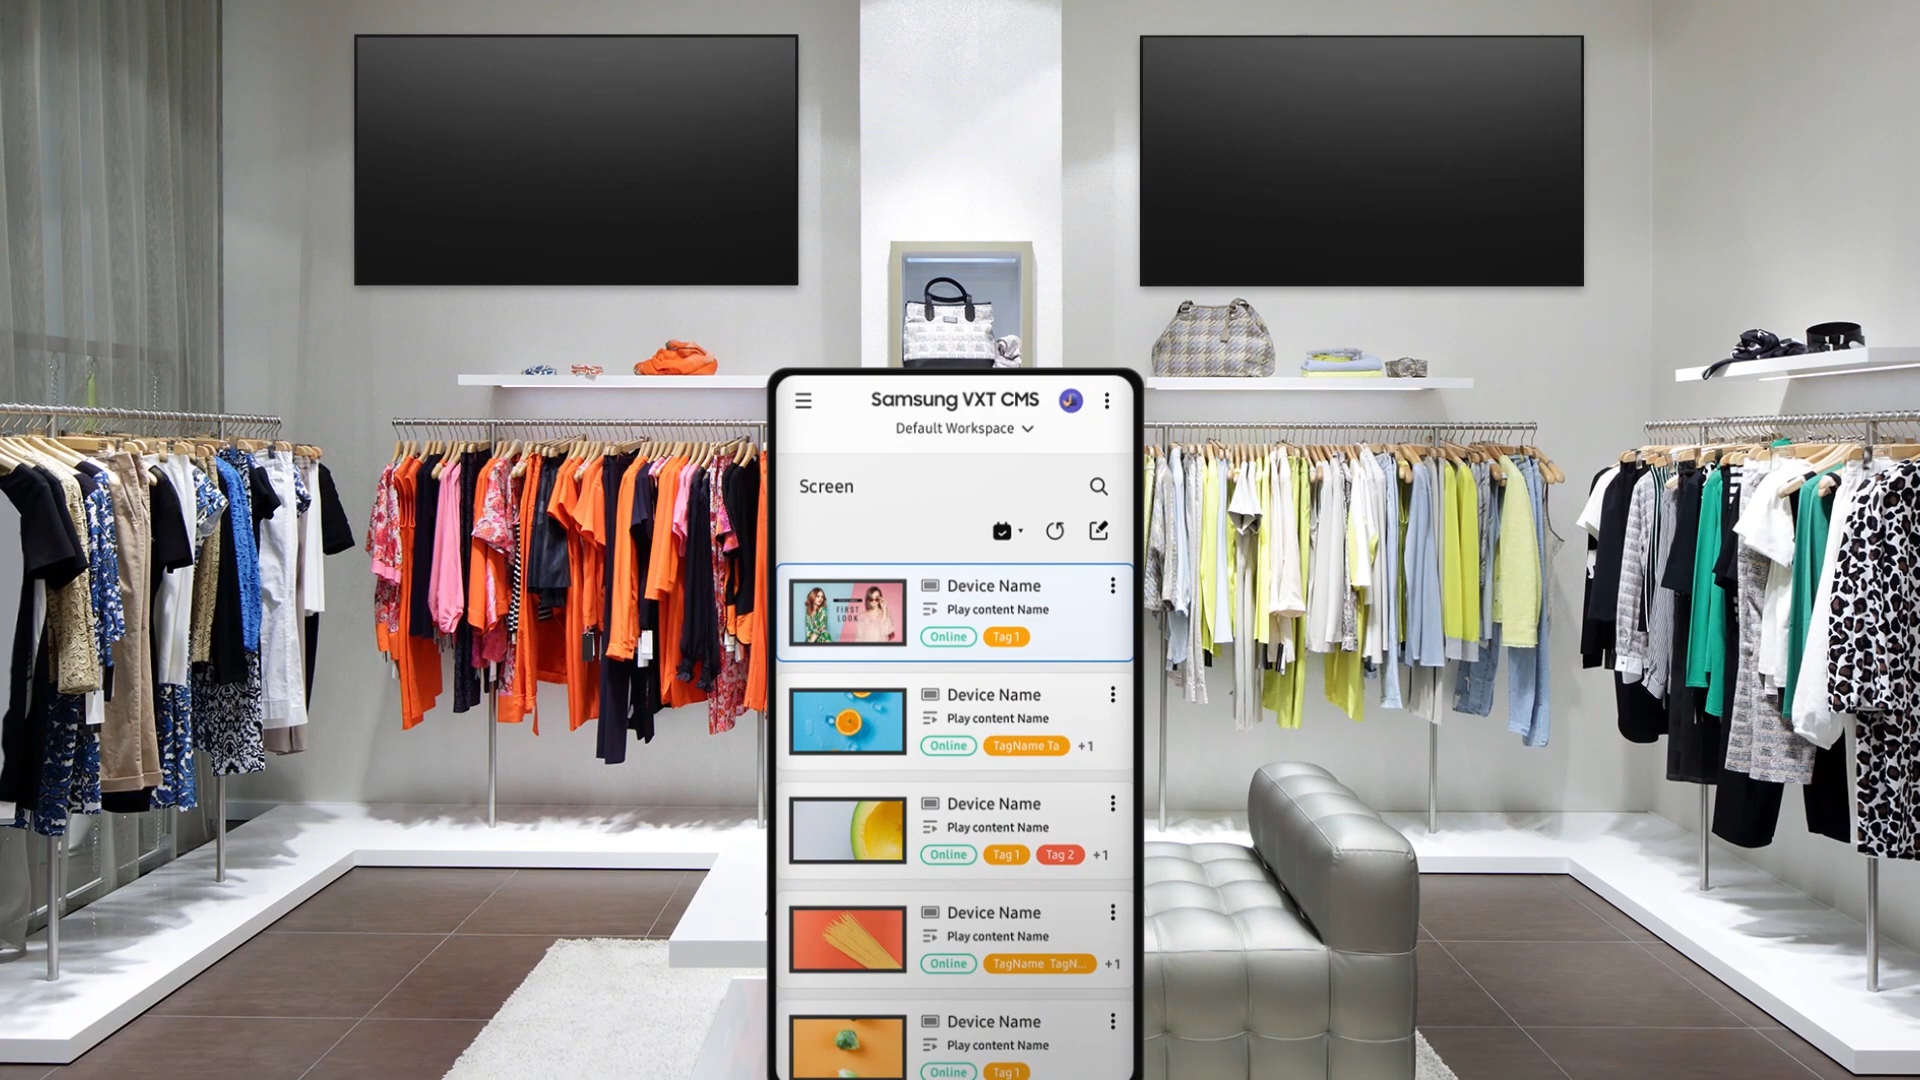 Samsung VXT CMS
Default Workspace
Screen
FIRST
LOOK
Device Name
Play content Name
Online Tag 1
Device Name
Play content Name
Online TagName Ta +1
Device Name
Play content Name
Online Tag 1 Tag 2 +1
Device Name
Play content Name
Online TagName TagN... +1
Device Name
Play content Name
Online Tag 1